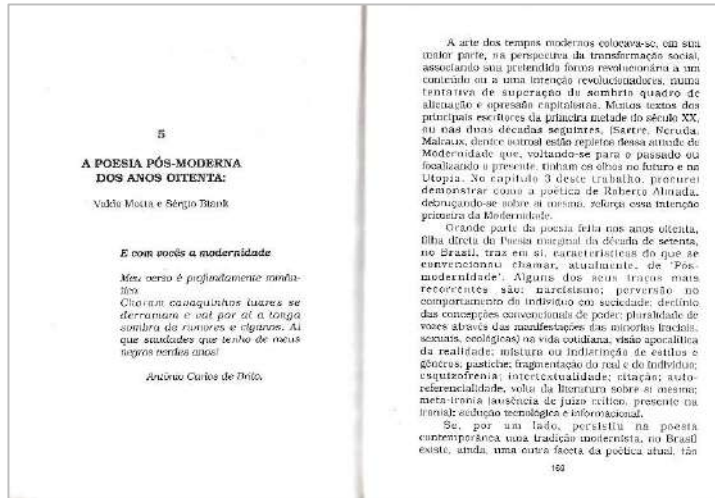 5
A POESIA PÓS-MODERNA
DOS ANOS OITENTA:
Valdo Motta e Sérgio Blank
E com vocês a modernidade
Meu verso é profundamente român-
tico.
Choram cavaquinhos luares se
derramam e vai por aí a longa
sombra de rumores e ciganos. Ai
que saudades que tenho de meus
negros verdes anos!
Antônio Carlos de Brito.
A arte dos tempos modernos colocava-se, em sua
maior parte, na perspectiva da transformação social,
associando sua pretendida forma revolucionária a um
conteúdo ou a uma intenção revolucionadores, numa
tentativa de superação do sombrio quadro de
alienação e opressão capitalistas. Muitos textos dos
principais escritores da primeira metade do século XX,
ou nas duas décadas seguintes, (Sartre, Neruda,
Malraux, dentre outros) estão repletos dessa atitude de
Modernidade que, voltando-se para o passado ou
focalizando o presente, tinham os olhos no futuro e na
Utopia. No capítulo 3 deste trabalho, procurei
demonstrar como a poética de Roberto Almada,
debruçando-se sobre si mesma, reforça essa intenção
primeira da Modernidade.
Grande parte da poesia feita nos anos oitenta,
filha direta da Poesia marginal da década de setenta,
no Brasil, traz em si, características do que se
convencionou chamar, atualmente, de "Pós-
modernidade". Alguns dos seus traços mais
recorrentes são: narcisismo; perversão no
comportamento do indivíduo em sociedade; declínio
das concepções convencionais de poder; pluralidade de
vozes através das manifestações das minorias (raciais,
sexuais, ecológicas) na vida cotidiana; visão apocalítica
da realidade; mistura ou indistinção de estilos e
gêneros; pastiche; fragmentação do real e do indivíduo;
esquizofrenia; intertextualidade; citação; auto-
referencialidade, volta da literatura sobre si mesma;
meta-ironia (ausência de juízo crítico, presente na
ironia); sedução tecnológica e informacional.
Se, por um lado, persistiu na poesia
contemporânea uma tradição modernista, no Brasil
existe, ainda, uma outra faceta da poética atual, tão
169